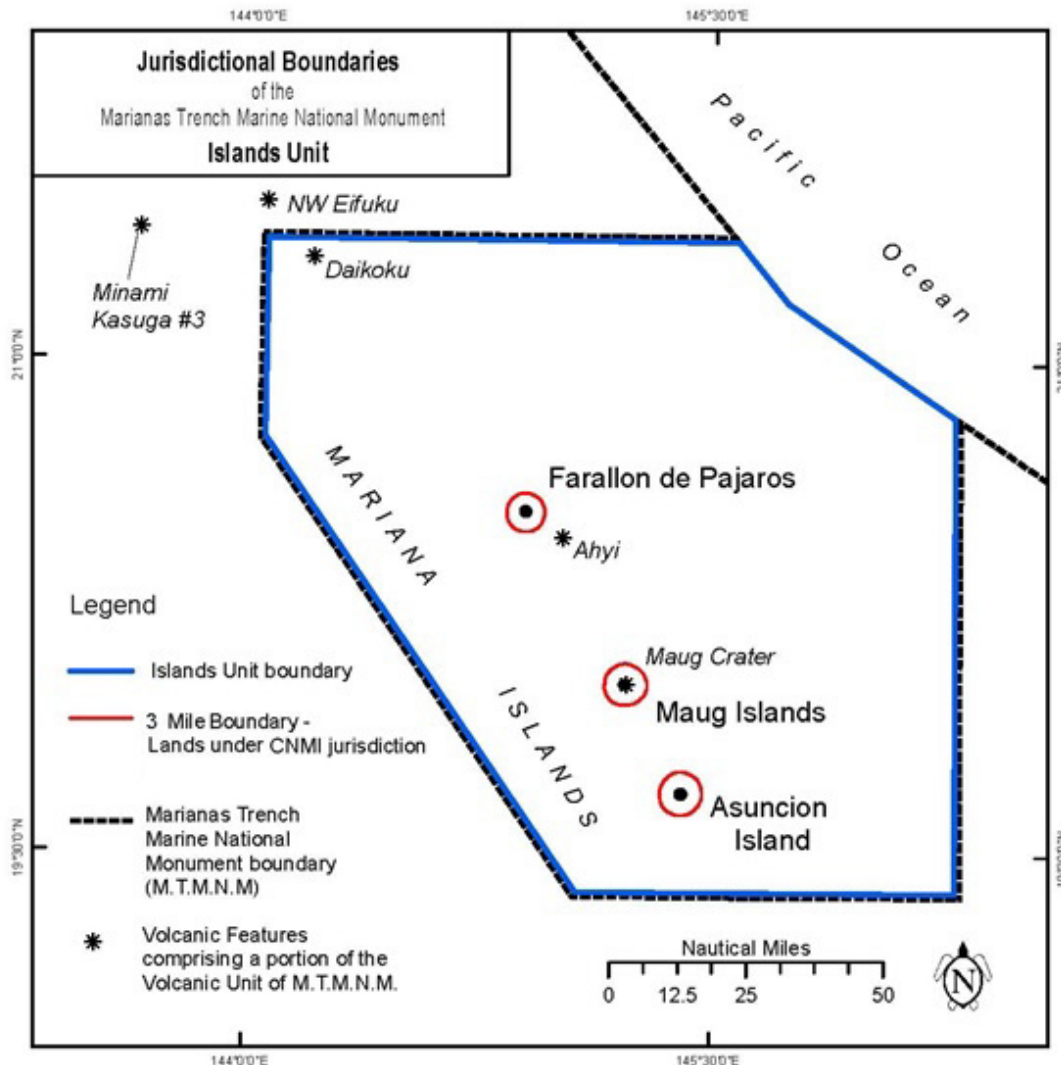 144°0'0"E
145°30'0"E
Jurisdictional Boundaries
of the
Marianas Trench Marine National Monument
Islands Unit
Pacific
Ocean
NW Eifuku
Daikoku
Minami
Kasuga #3
21°0'0"N
MARIANA
ISLANDS
Farallon de Pajaros
Ahyi
Maug Crater
Maug Islands
Asuncion
Island
Legend
Islands Unit boundary
3 Mile Boundary -
Lands under CNMI jurisdiction
Marianas Trench
Marine National
Monument boundary
(M.T.M.N.M)
Volcanic Features
comprising a portion of the
Volcanic Unit of M.T.M.N.M.
19°30'0"N
Nautical Miles
0 12.5 25 50
N
144°0'0"E
145°30'0"E